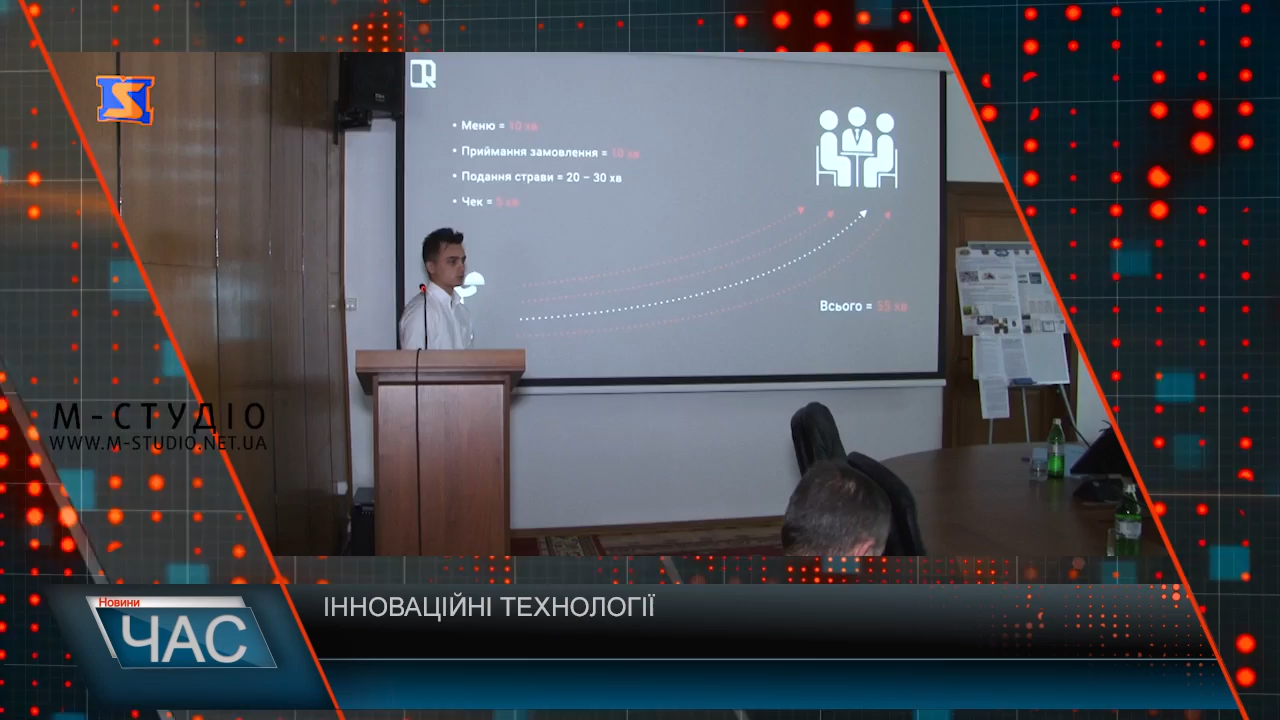 • Меню = 10 хв
• Приймання замовлення = 10 хв
• Подання страви = 20 – 30 хв
• Чек = 5 хв
Всього = 55 хв
М-СТУДІО
WWW.M-STUDIO.NET.UA
Новини
ЧАС
ІННОВАЦІЙНІ ТЕХНОЛОГІЇ